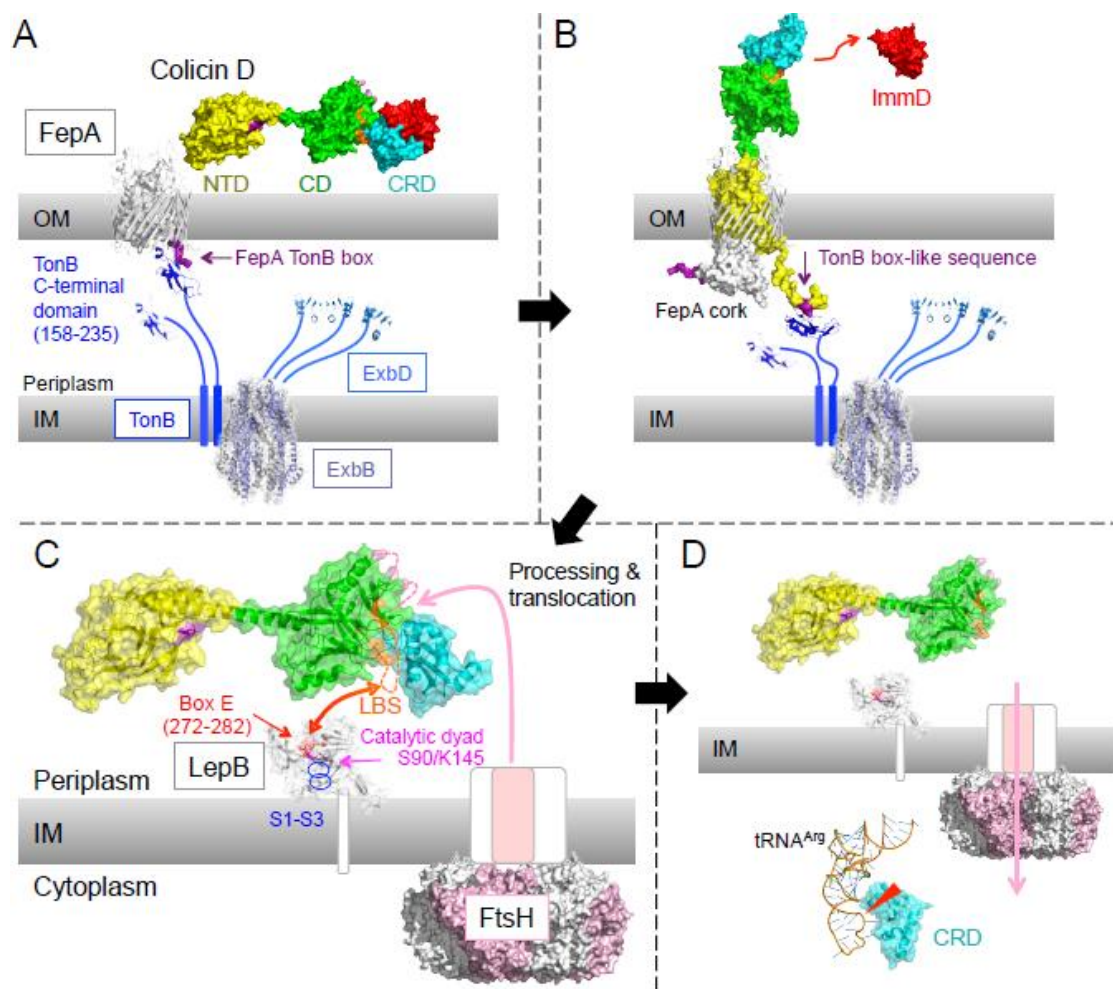 A
Colicin D
FepA
NTD
CD
CRD
OM
FepA TonB box
TonB
C-terminal
domain
(158-235)
Periplasm
ExbD
IM
TonB
ExbB
B
ImmD
OM
TonB box-like sequence
FepA cork
IM
C
Processing &
translocation
Box E
(272-282)
LBS
LepB
Catalytic dyad
S90/K145
Periplasm
S1-S3
IM
Cytoplasm
FtsH
D
IM
tRNAᴬʳᵍ
CRD